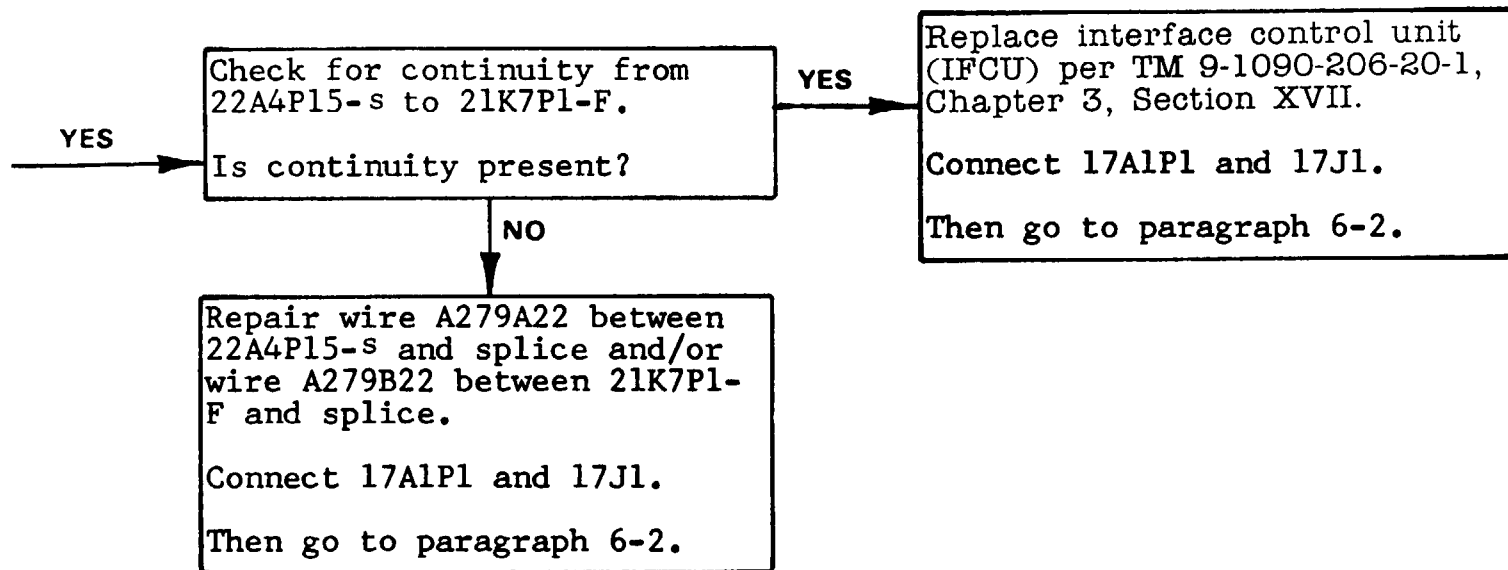 YES
Check for continuity from
22A4P15-s to 21K7P1-F.
Is continuity present?
YES
Replace interface control unit
(IFCU) per TM 9-1090-206-20-1,
Chapter 3, Section XVII.
Connect 17A1P1 and 17J1.
Then go to paragraph 6-2.
NO
Repair wire A279A22 between
22A4P15-s and splice and/or
wire A279B22 between 21K7P1-
F and splice.
Connect 17A1P1 and 17J1.
Then go to paragraph 6-2.